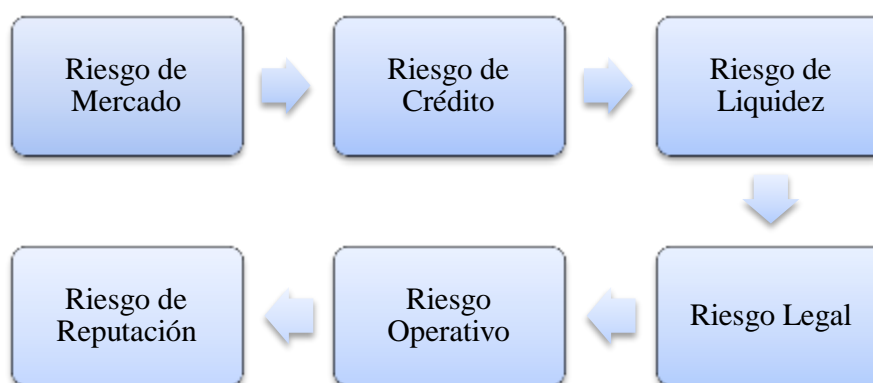 Riesgo de
Mercado
Riesgo de
Crédito
Riesgo de
Liquidez
Riesgo Legal
Riesgo
Operativo
Riesgo de
Reputación